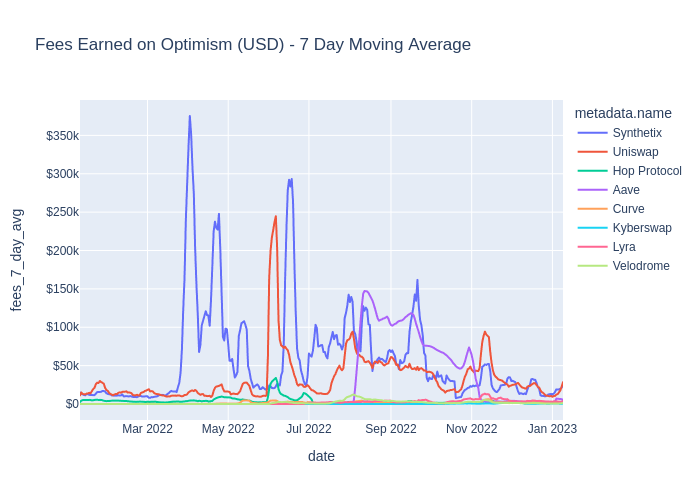 Fees Earned on Optimism (USD) - 7 Day Moving Average
metadata.name
Synthetix
Uniswap
Hop Protocol
Aave
Curve
Kyberswap
Lyra
Velodrome
fees_7_day_avg
$350k
$300k
$250k
$200k
$150k
$100k
$50k
$0
Mar 2022
May 2022
Jul 2022
Sep 2022
Nov 2022
Jan 2023
date